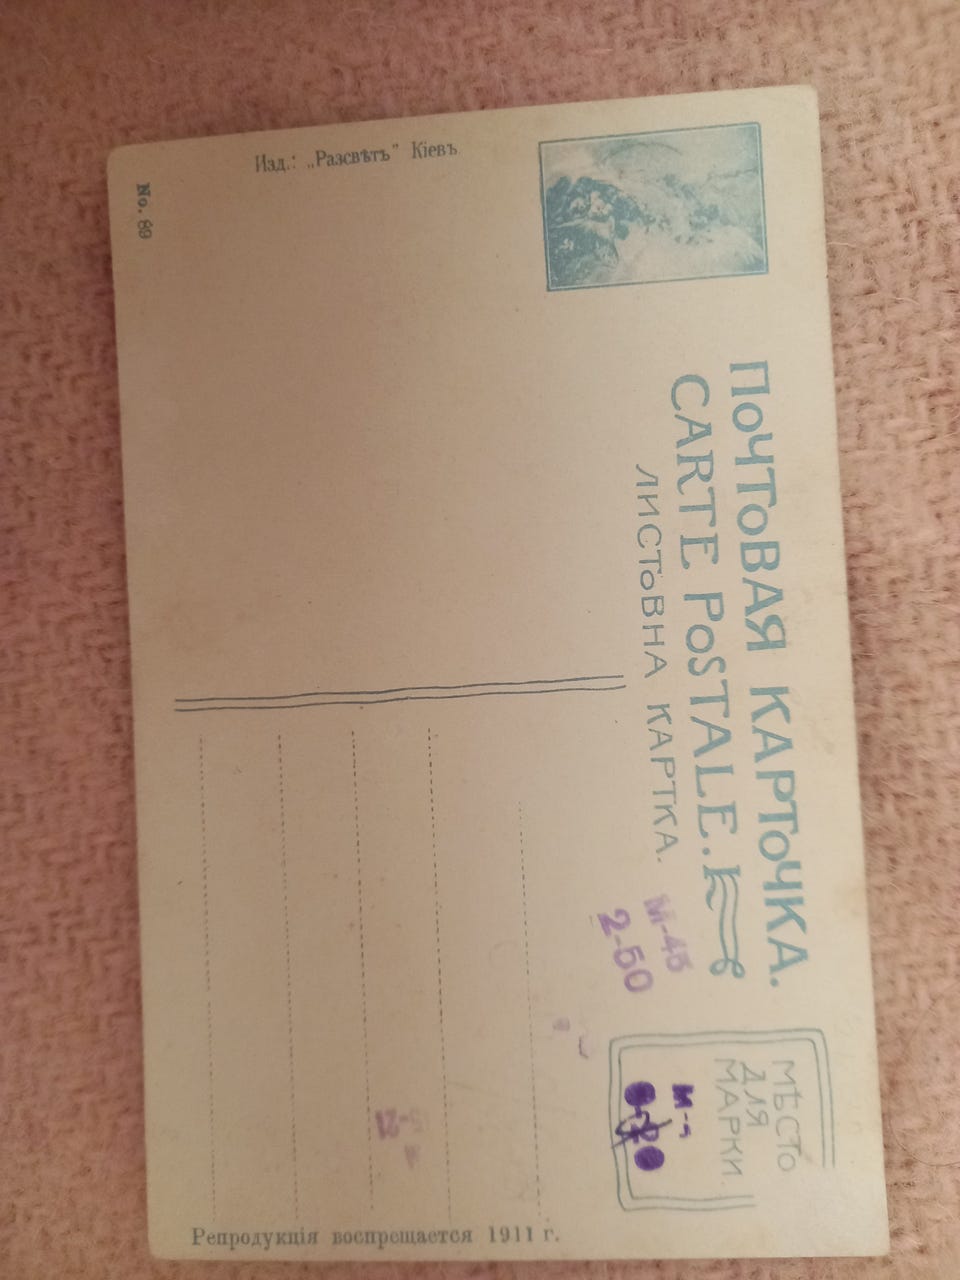 ПОЧТОВАЯ КАРТОЧКА.
CARTE POSTALE.
ЛИСТОВНА КАРТКА.
МѢСТО
ДЛЯ
МАРКИ.
М-45
2-50
Изд.: „Разсвѣтъ" Кіевъ
No. 89
Репродукція воспрещается 1911 г.